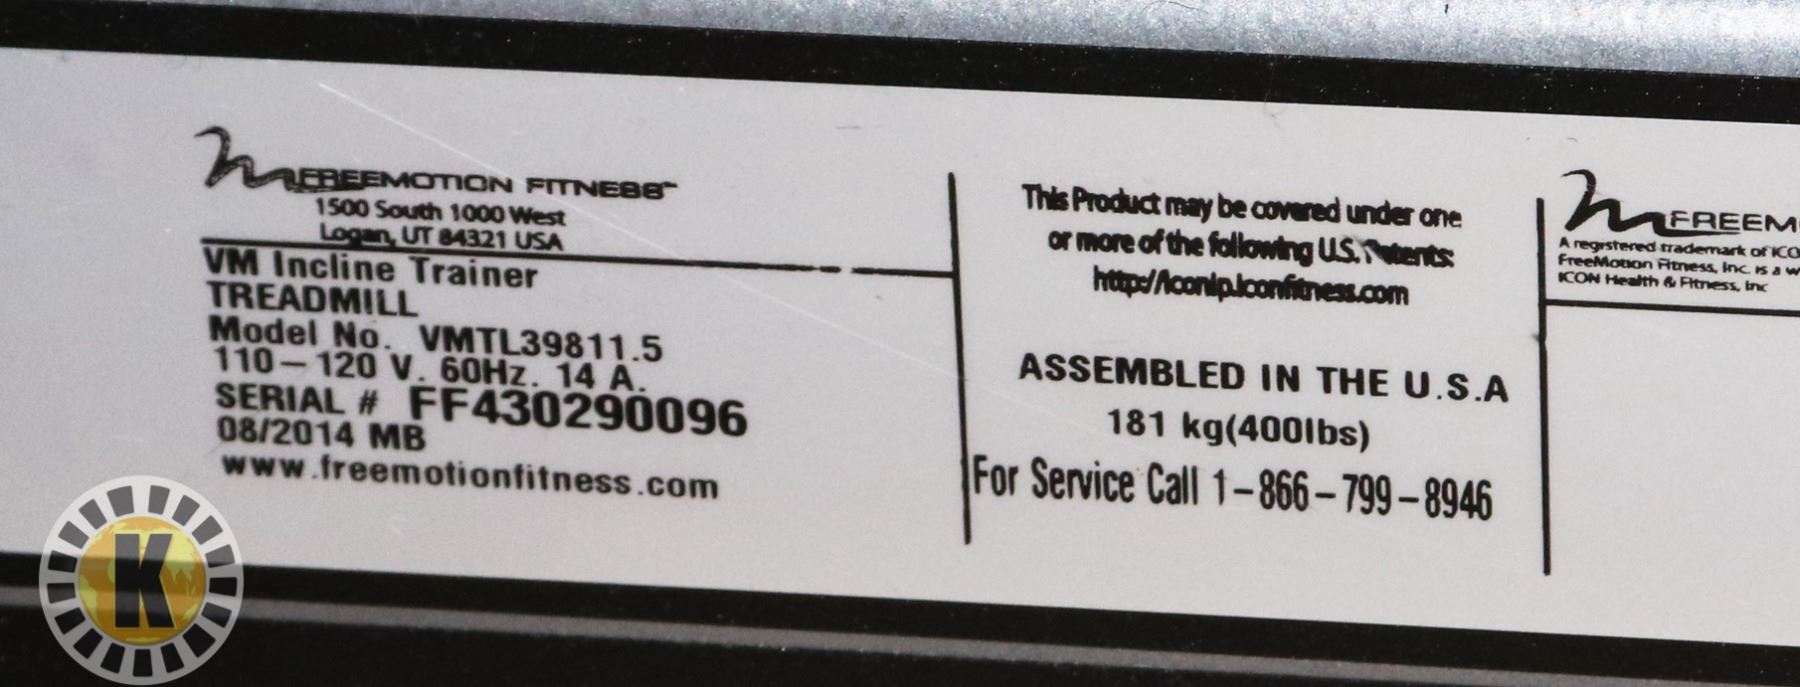 FREEMOTION FITNESS™
1500 South 1000 West
Logan, UT 84321 USA
VM Incline Trainer
TREADMILL
Model No. VMTL39811.5
110-120 V. 60Hz. 14 A.
SERIAL # FF430290096
08/2014 MB
www.freemotionfitness.com
This Product may be covered under one
or more of the following U.S. Patents:
http://iconip.iconfitness.com
ASSEMBLED IN THE U.S.A
181 kg(400lbs)
For Service Call 1-866-799-8946
FREEM
A registered trademark of ICO
FreeMotion Fitness, Inc. is a w
ICON Health & Fitness, Inc
K